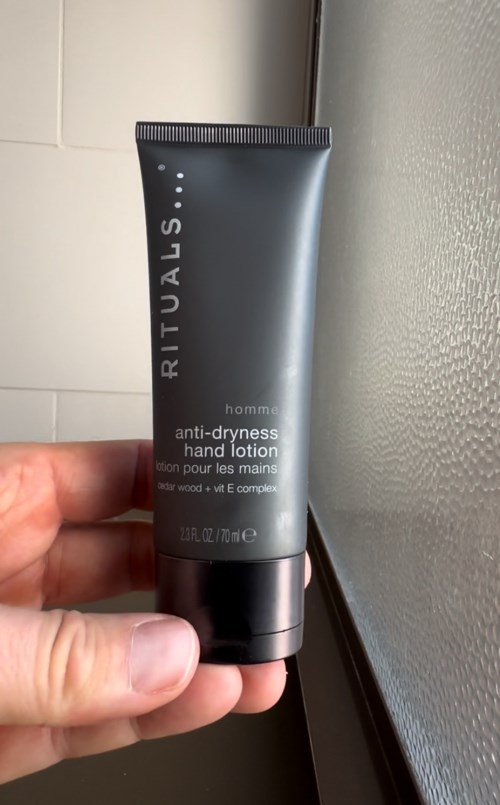 RITUALS...
homme
anti-dryness
hand lotion
lotion pour les mains
cedar wood + vit E complex
2.3 FL. OZ. / 70 ml ℮